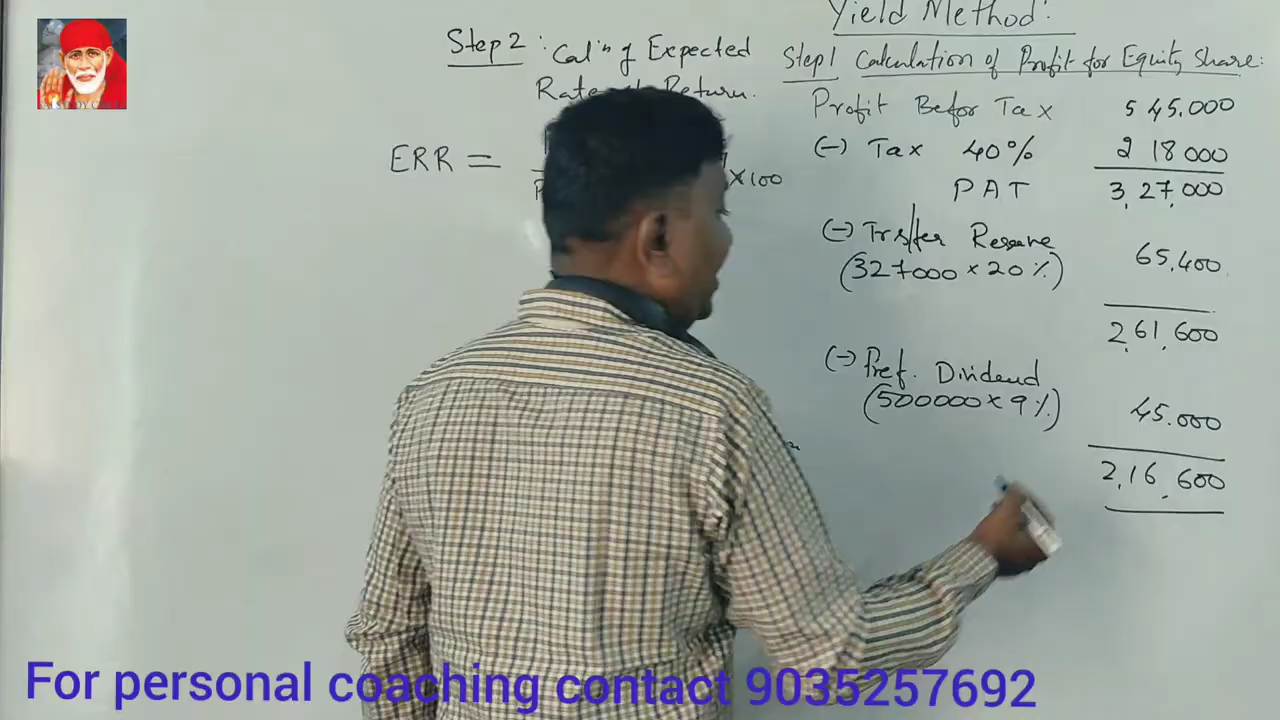 Yield Method:
Step 2 : Cal'n of Expected
Rate Return.
ERR = × 100
Step 1 Calculation of Profit for Equity Share:
Profit Befor Tax 5 45.000
(-) Tax 40% 2 18 000
PAT 3,27,000
(-) Trsfer Reserve
(327000 × 20%) 65,400
2,61,600
(-) Pref. Dividend
(500000 × 9%) 45.000
2,16,600
For personal coaching contact 9035257692